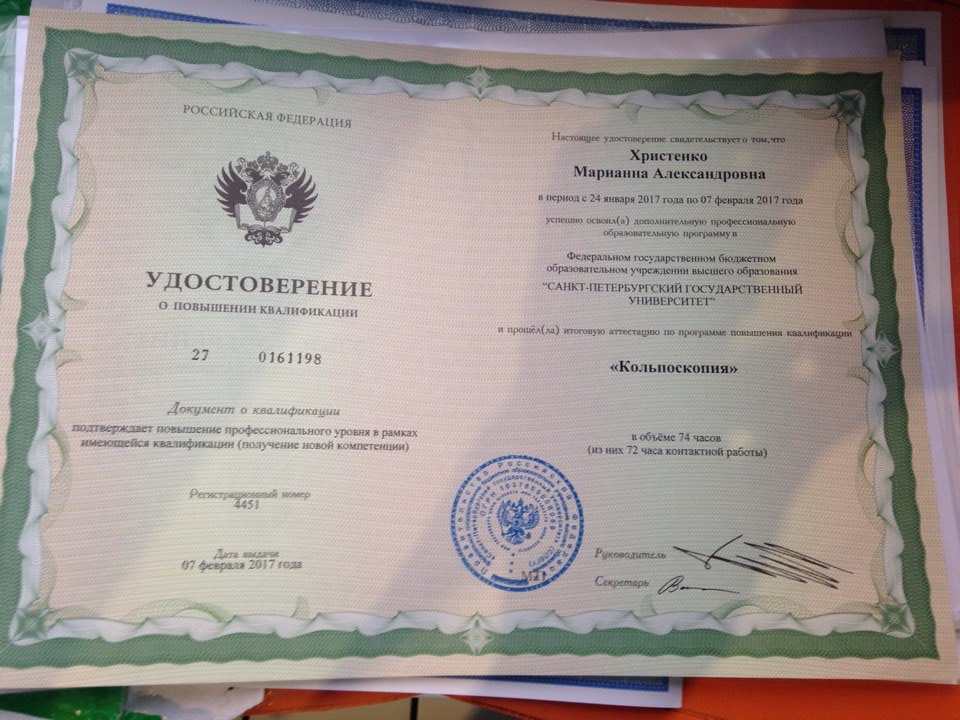 РОССИЙСКАЯ ФЕДЕРАЦИЯ
УДОСТОВЕРЕНИЕ
О ПОВЫШЕНИИ КВАЛИФИКАЦИИ
27 0161198
Документ о квалификации
подтверждает повышение профессионального уровня в рамках
имеющейся квалификации (получение новой компетенции)
Регистрационный номер
4451
Дата выдачи
07 февраля 2017 года
Настоящее удостоверение свидетельствует о том, что
Христенко
Марианна Александровна
в период с 24 января 2017 года по 07 февраля 2017 года
успешно освоил(а) дополнительную профессиональную
образовательную программу в
Федеральном государственном бюджетном
образовательном учреждении высшего образования
"САНКТ-ПЕТЕРБУРГСКИЙ ГОСУДАРСТВЕННЫЙ
УНИВЕРСИТЕТ"
и прошёл(ла) итоговую аттестацию по программе повышения квалификации
«Кольпоскопия»
в объёме 74 часов
(из них 72 часа контактной работы)
Правительство Российской Федерации
М.П.
Руководитель
Секретарь